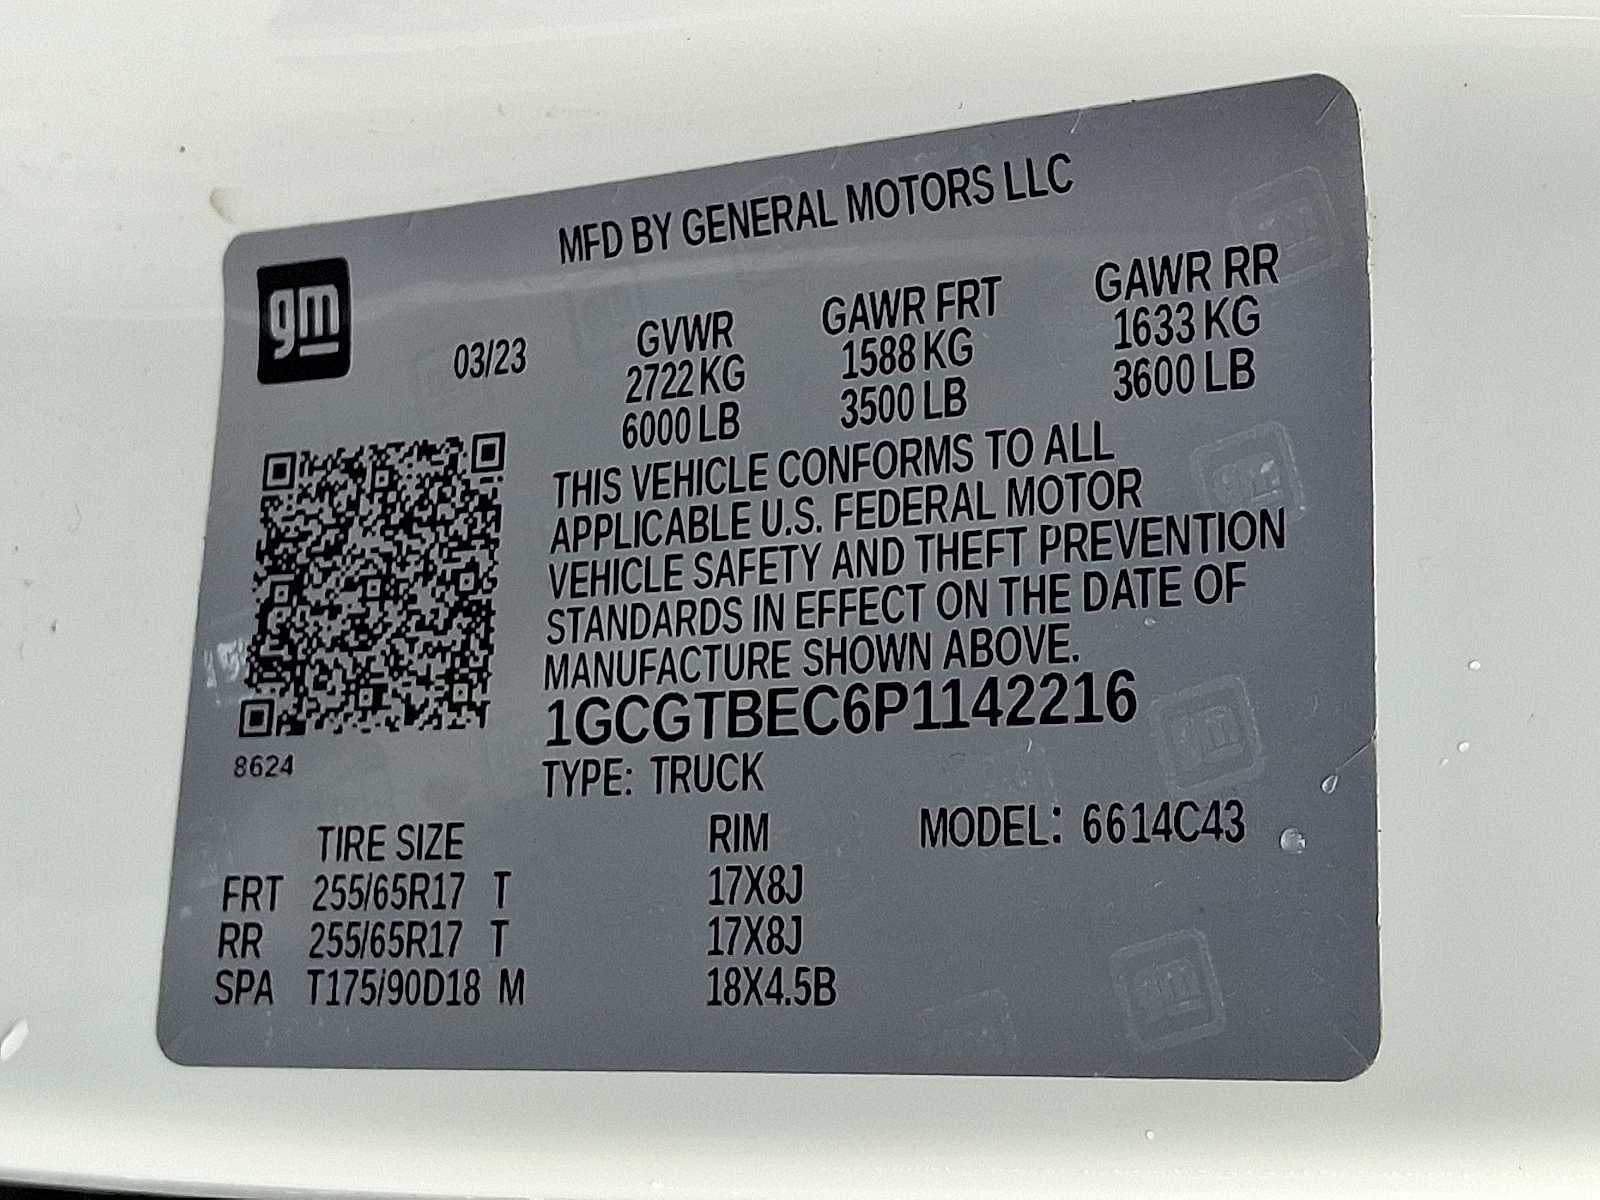 MFD BY GENERAL MOTORS LLC
gm
03/23 GVWR GAWR FRT GAWR RR
2722 KG 1588 KG 1633 KG
6000 LB 3500 LB 3600 LB
THIS VEHICLE CONFORMS TO ALL
APPLICABLE U.S. FEDERAL MOTOR
VEHICLE SAFETY AND THEFT PREVENTION
STANDARDS IN EFFECT ON THE DATE OF
MANUFACTURE SHOWN ABOVE.
1GCGTBEC6P1142216
8624
TYPE: TRUCK
TIRE SIZE RIM MODEL: 6614C43
FRT 255/65R17 T 17X8J
RR 255/65R17 T 17X8J
SPA T175/90D18 M 18X4.5B